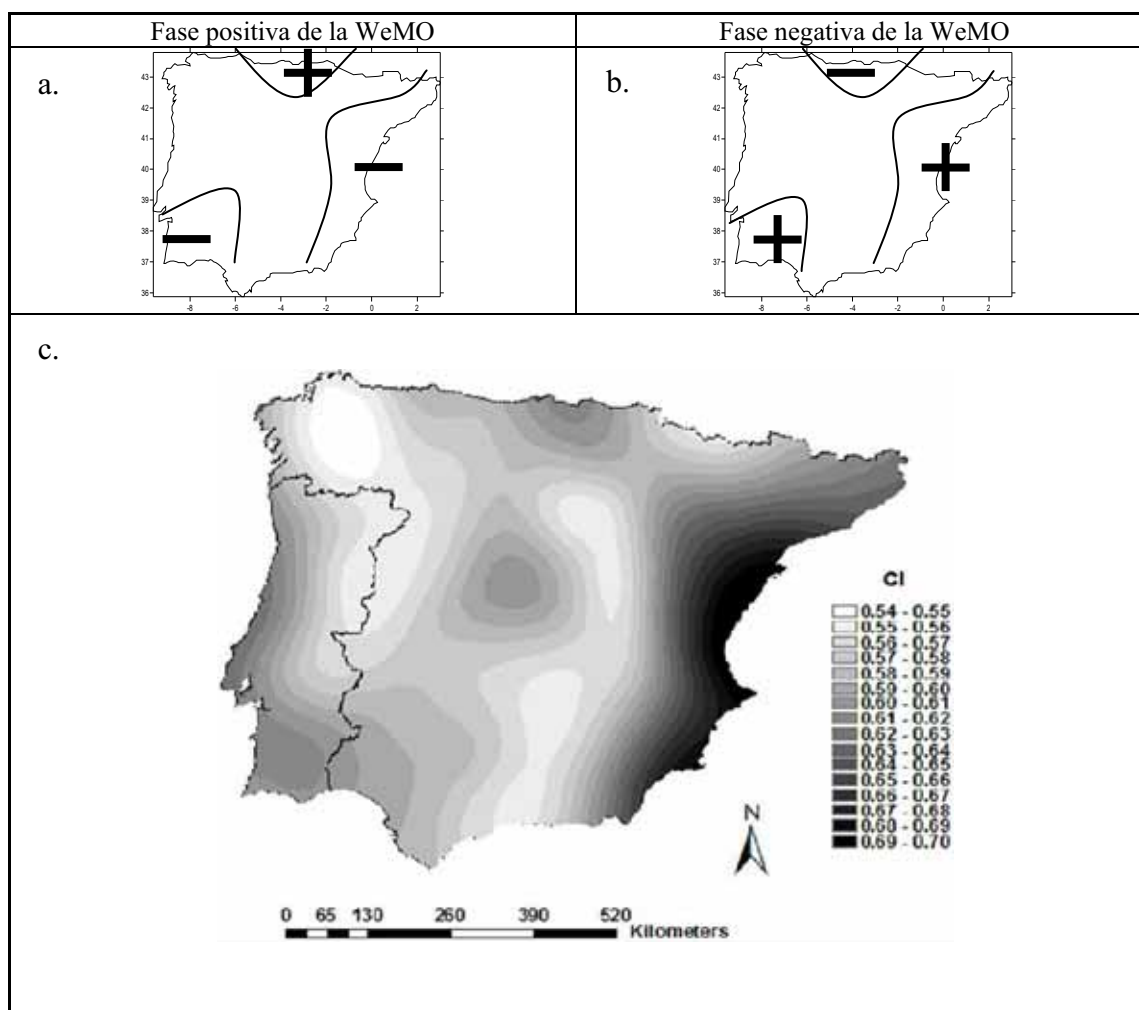 Fase positiva de la WeMO
Fase negativa de la WeMO
a.
43
42
41
40
39
38
37
36
-8 -6 -4 -2 0 2
b.
43
42
41
40
39
38
37
36
-8 -6 -4 -2 0 2
c.
CI
0.54 - 0.55
0.55 - 0.56
0.56 - 0.57
0.57 - 0.58
0.58 - 0.59
0.59 - 0.60
0.60 - 0.61
0.61 - 0.62
0.62 - 0.63
0.63 - 0.64
0.64 - 0.65
0.65 - 0.66
0.66 - 0.67
0.67 - 0.68
0.68 - 0.69
0.69 - 0.70
N
0 65 130 260 390 520
Kilometers